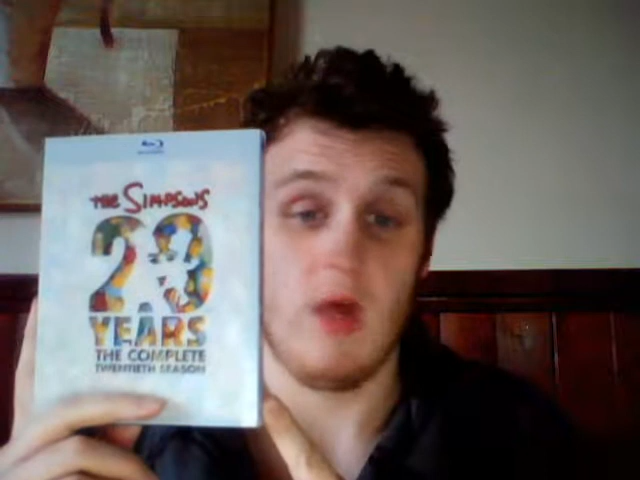 THE SIMPSONS
20
YEARS
THE COMPLETE
TWENTIETH SEASON